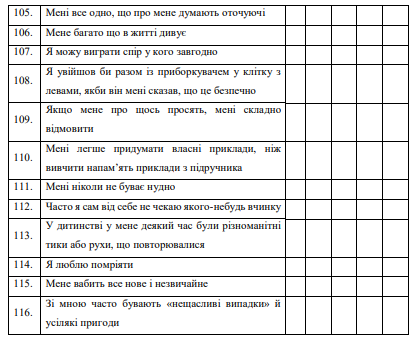 105. Мені все одно, що про мене думають оточуючі
106. Мене багато що в житті дивує
107. Я можу виграти спір у кого завгодно
108. Я увійшов би разом із приборкувачем у клітку з
левами, якби він мені сказав, що це безпечно
109. Якщо мене про щось просять, мені складно
відмовити
110. Мені легше придумати власні приклади, ніж
вивчити напам’ять приклади з підручника
111. Мені ніколи не буває нудно
112. Часто я сам від себе не чекаю якого-небудь вчинку
113. У дитинстві у мене деякий час були різноманітні
тики або рухи, що повторювалися
114. Я люблю помріяти
115. Мене вабить все нове і незвичайне
116. Зі мною часто бувають «нещасливі випадки» й
усілякі пригоди